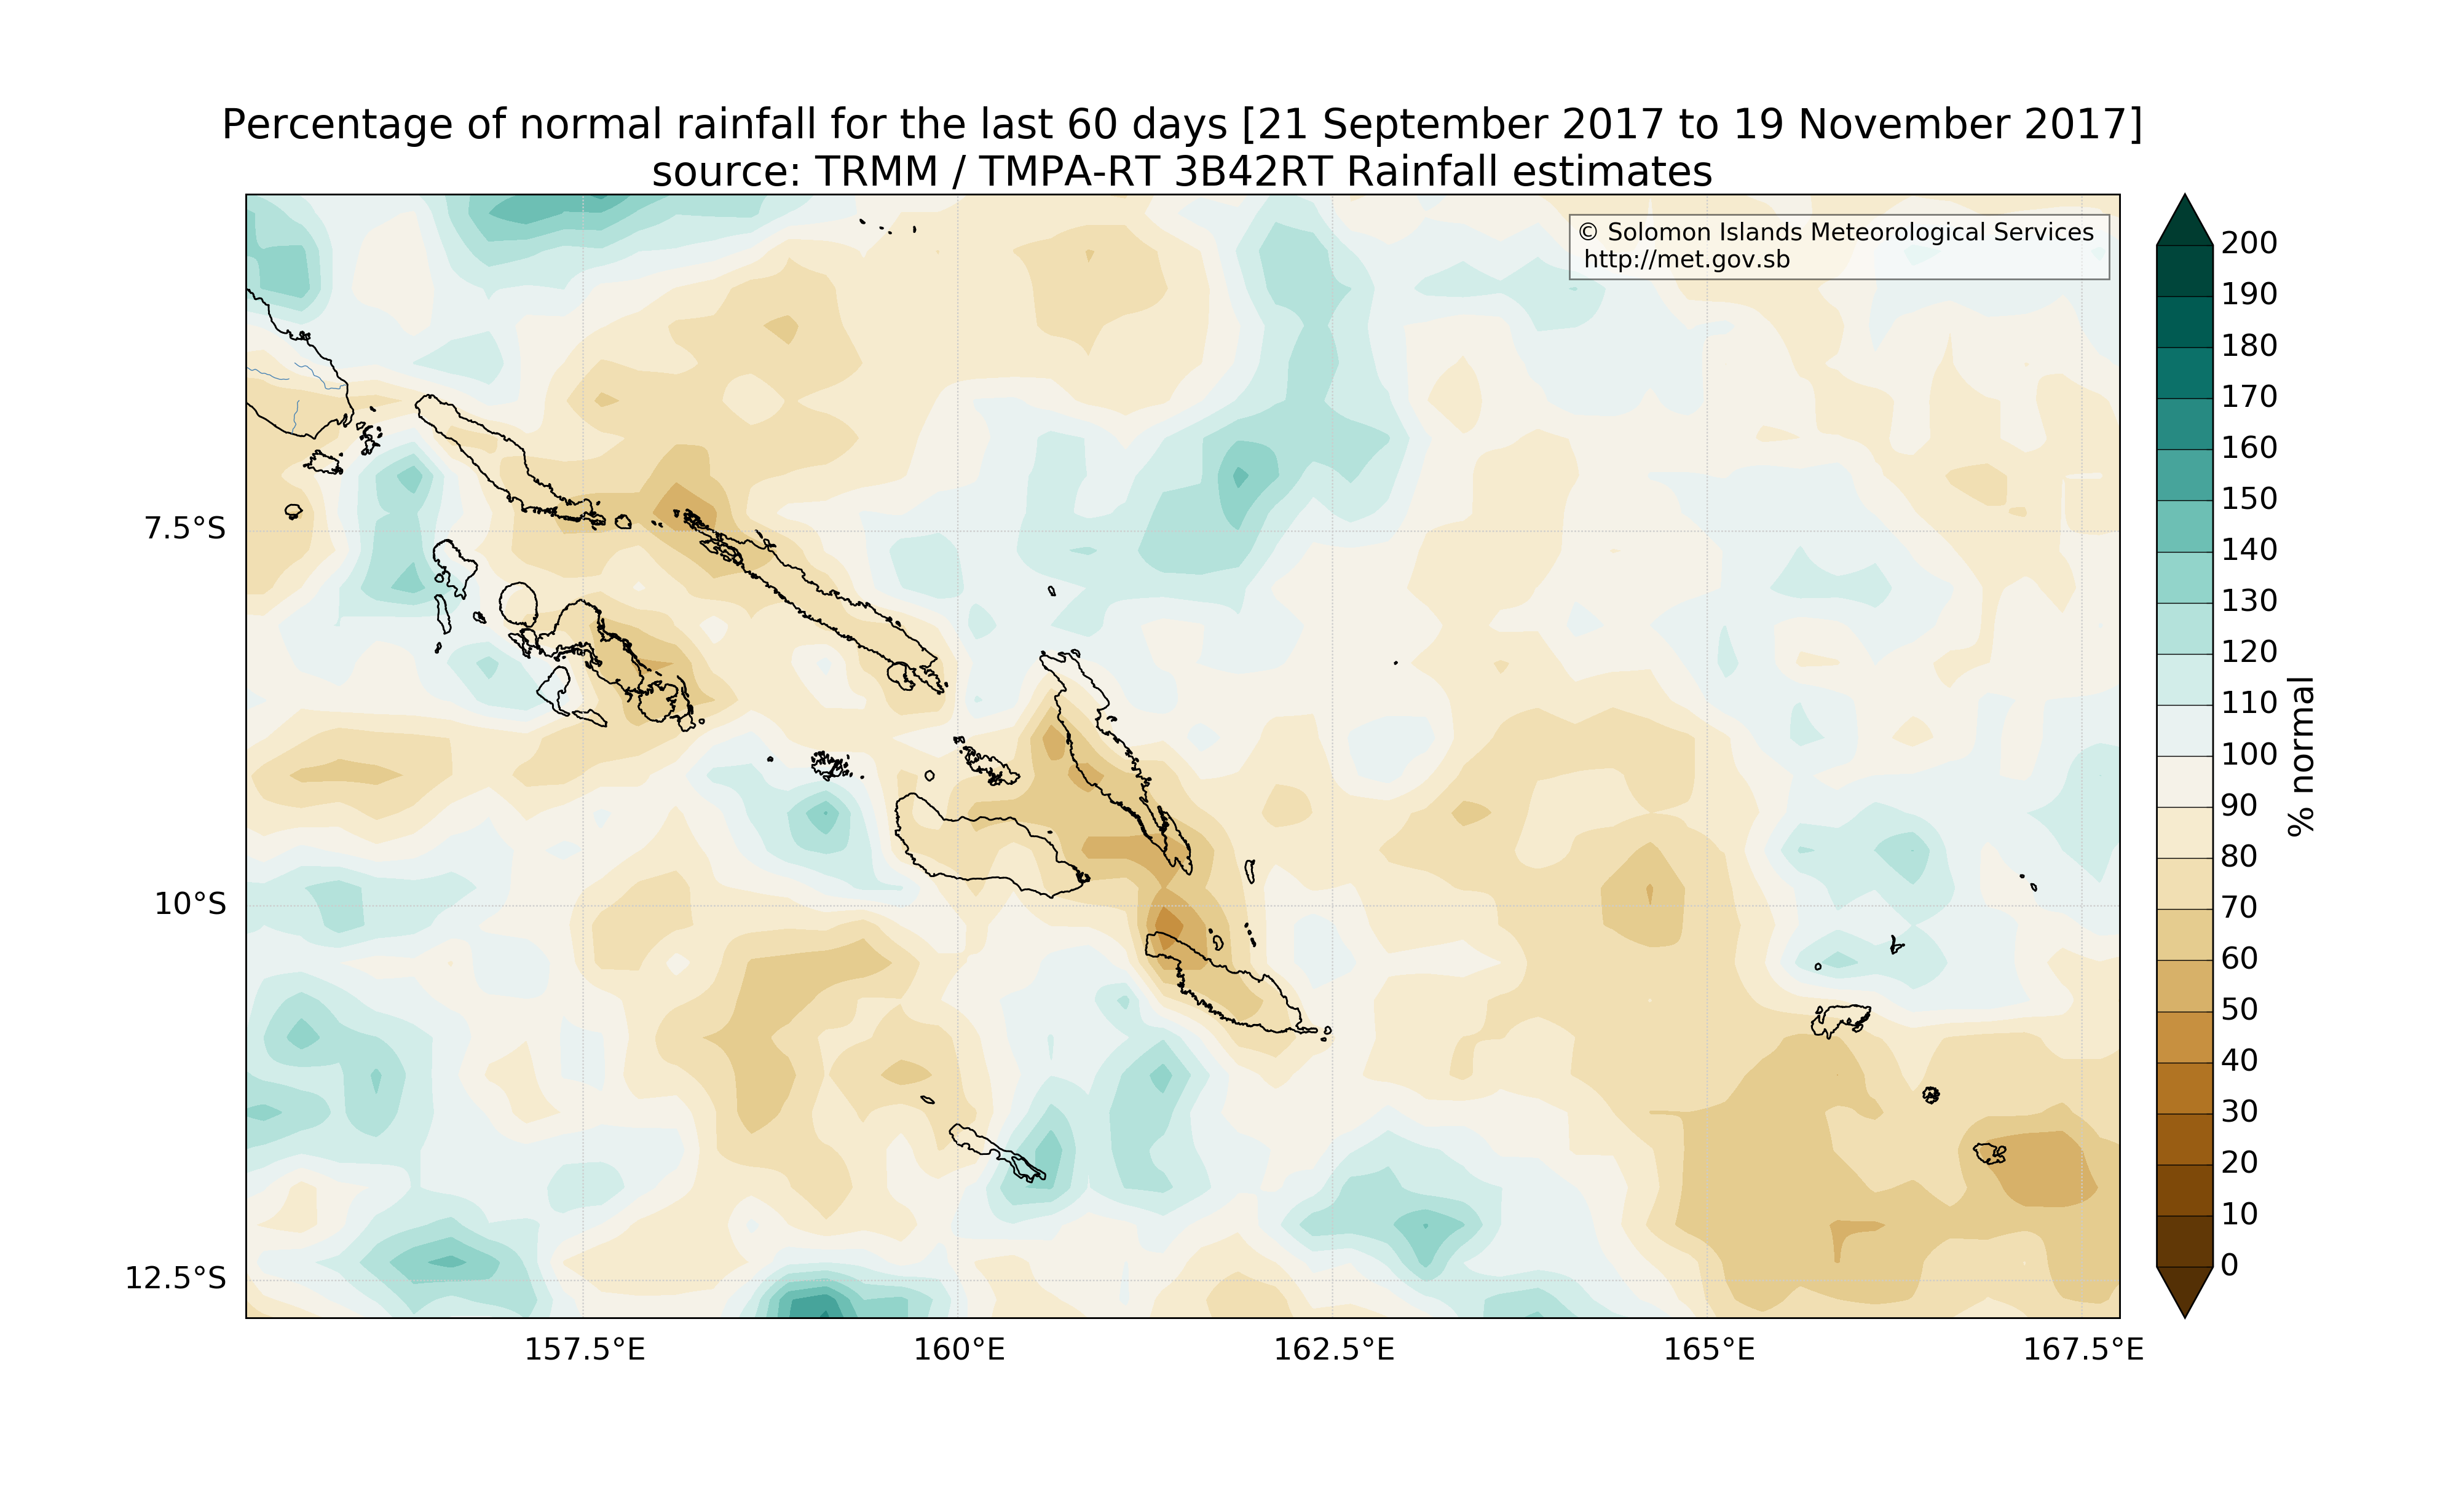 Percentage of normal rainfall for the last 60 days [21 September 2017 to 19 November 2017]
source: TRMM / TMPA-RT 3B42RT Rainfall estimates
© Solomon Islands Meteorological Services
http://met.gov.sb
7.5°S
10°S
12.5°S
157.5°E
160°E
162.5°E
165°E
167.5°E
200
190
180
170
160
150
140
130
120
110
100
90
80
70
60
50
40
30
20
10
0
% normal